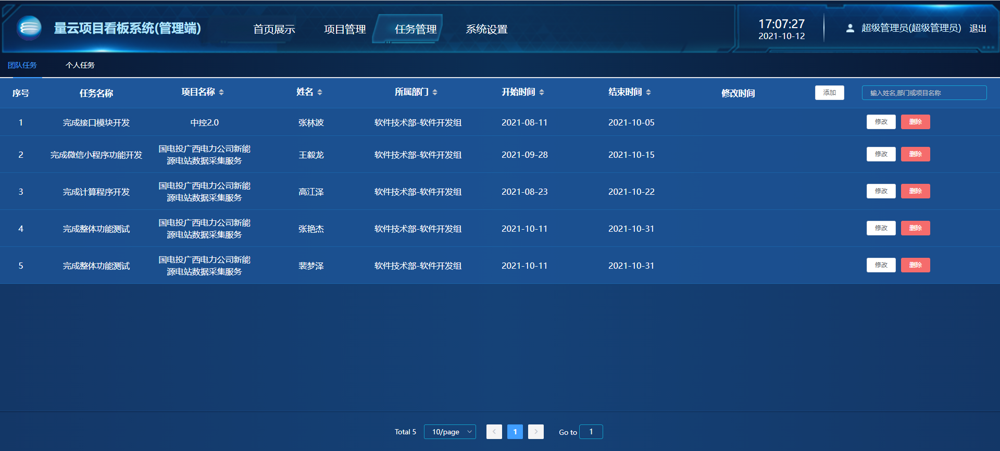 量云项目看板系统(管理端)
首页展示 项目管理 任务管理 系统设置
17:07:27
2021-10-12
超级管理员(超级管理员) 退出
团队任务 个人任务
序号 任务名称 项目名称 姓名 所属部门 开始时间 结束时间 修改时间 添加 输入姓名,部门或项目名称
1 完成接口模块开发 中控2.0 张林波 软件技术部-软件开发组 2021-08-11 2021-10-05 修改 删除
2 完成微信小程序功能开发 国电投广西电力公司新能
源电站数据采集服务 王毅龙 软件技术部-软件开发组 2021-09-28 2021-10-15 修改 删除
3 完成计算程序开发 国电投广西电力公司新能
源电站数据采集服务 高江泽 软件技术部-软件开发组 2021-08-23 2021-10-22 修改 删除
4 完成整体功能测试 国电投广西电力公司新能
源电站数据采集服务 张艳杰 软件技术部-软件开发组 2021-10-11 2021-10-31 修改 删除
5 完成整体功能测试 国电投广西电力公司新能
源电站数据采集服务 裴梦泽 软件技术部-软件开发组 2021-10-11 2021-10-31 修改 删除
Total 5 10/page 1 Go to 1